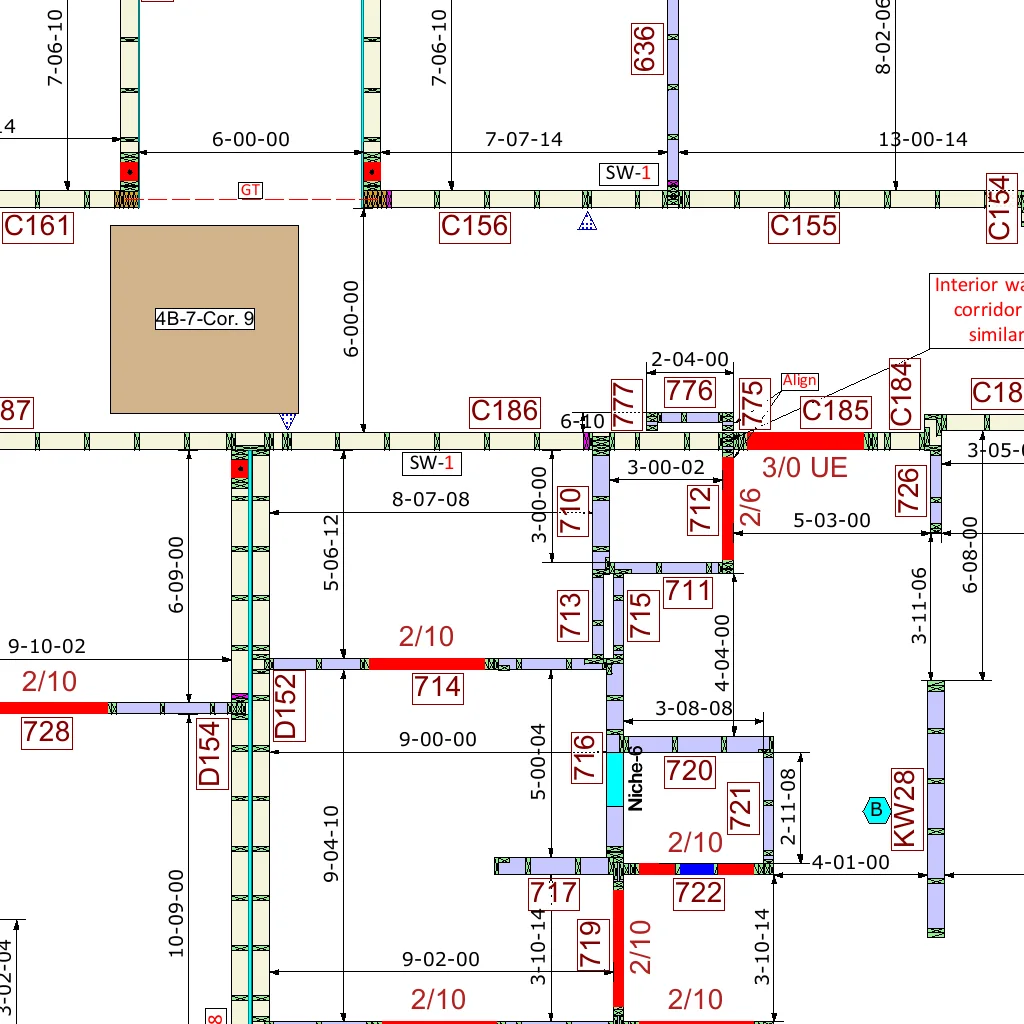 7-06-10
7-06-10
636
8-02-06
6-00-00
7-07-14
13-00-14
SW-1
GT
C161
C156
C155
C154
4B-7-Cor. 9
6-00-00
Interior
corridor
similar
2-04-00
777
776
775
Align
C184
C185
87
C186
6-10
SW-1
3-00-02
3/0 UE
726
3-05-
8-07-08
3-00-00
710
712
2/6
5-03-00
6-09-00
5-06-12
6-08-00
711
713
715
3-11-06
9-10-02
2/10
2/10
714
4-04-00
728
D154
D152
3-08-08
9-00-00
716
5-00-04
Niche-6
720
721
2-11-08
B
KW28
9-04-10
2/10
4-01-00
717
722
10-09-00
3-02-04
719
2/10
3-10-14
3-10-14
9-02-00
2/10
2/10